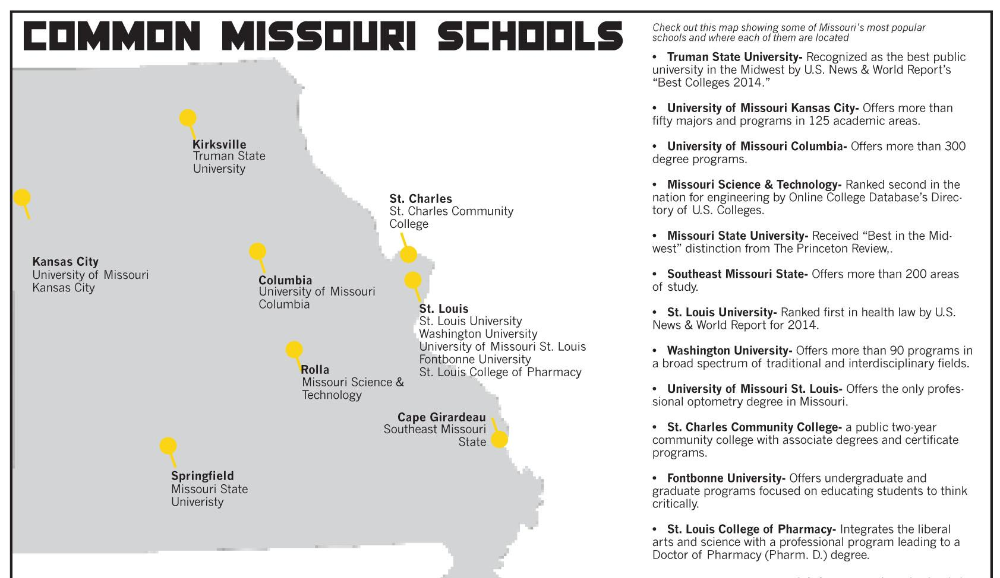 COMMON MISSOURI SCHOOLS
Check out this map showing some of Missouri's most popular
schools and where each of them are located
• Truman State University- Recognized as the best public
university in the Midwest by U.S. News & World Report's
“Best Colleges 2014.”
• University of Missouri Kansas City- Offers more than
fifty majors and programs in 125 academic areas.
• University of Missouri Columbia- Offers more than 300
degree programs.
• Missouri Science & Technology- Ranked second in the
nation for engineering by Online College Database's Direc-
tory of U.S. Colleges.
• Missouri State University- Received “Best in the Mid-
west” distinction from The Princeton Review,.
• Southeast Missouri State- Offers more than 200 areas
of study.
• St. Louis University- Ranked first in health law by U.S.
News & World Report for 2014.
• Washington University- Offers more than 90 programs in
a broad spectrum of traditional and interdisciplinary fields.
• University of Missouri St. Louis- Offers the only profes-
sional optometry degree in Missouri.
• St. Charles Community College- a public two-year
community college with associate degrees and certificate
programs.
• Fontbonne University- Offers undergraduate and
graduate programs focused on educating students to think
critically.
• St. Louis College of Pharmacy- Integrates the liberal
arts and science with a professional program leading to a
Doctor of Pharmacy (Pharm. D.) degree.
Kirksville
Truman State
University
St. Charles
St. Charles Community
College
Kansas City
University of Missouri
Kansas City
Columbia
University of Missouri
Columbia
St. Louis
St. Louis University
Washington University
University of Missouri St. Louis
Fontbonne University
St. Louis College of Pharmacy
Rolla
Missouri Science &
Technology
Cape Girardeau
Southeast Missouri
State
Springfield
Missouri State
Univeristy